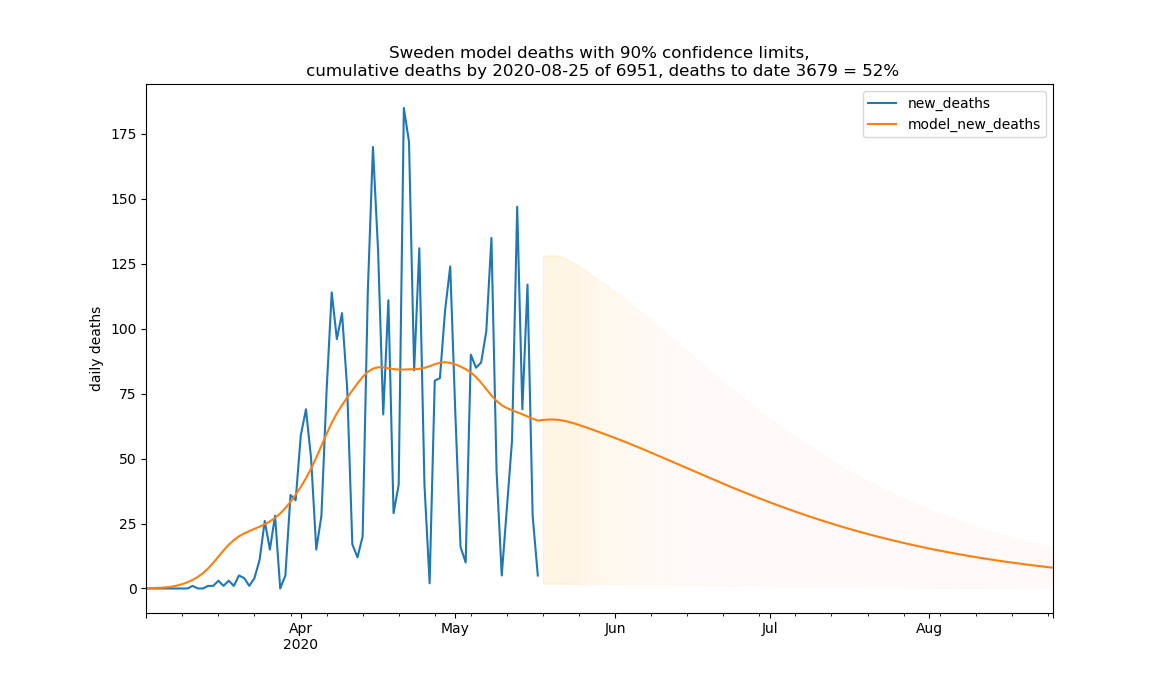 Sweden model deaths with 90% confidence limits,
cumulative deaths by 2020-08-25 of 6951, deaths to date 3679 = 52%
new_deaths
model_new_deaths
daily deaths
175
150
125
100
75
50
25
0
Apr
2020
May
Jun
Jul
Aug